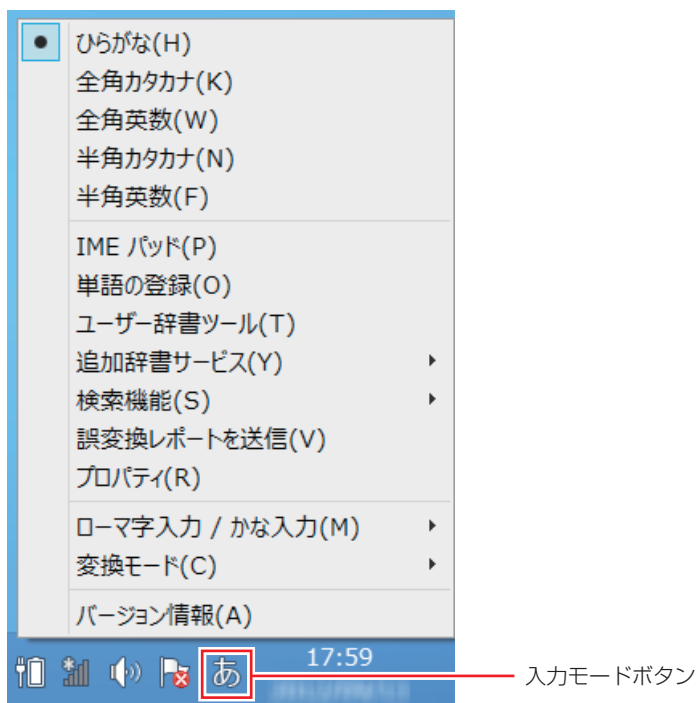 ひらがな(H)
全角カタカナ(K)
全角英数(W)
半角カタカナ(N)
半角英数(F)
IME パッド(P)
単語の登録(O)
ユーザー辞書ツール(T)
追加辞書サービス(Y)
検索機能(S)
誤変換レポートを送信(V)
プロパティ(R)
ローマ字入力 / かな入力(M)
変換モード(C)
バージョン情報(A)
あ 17:59
入力モードボタン